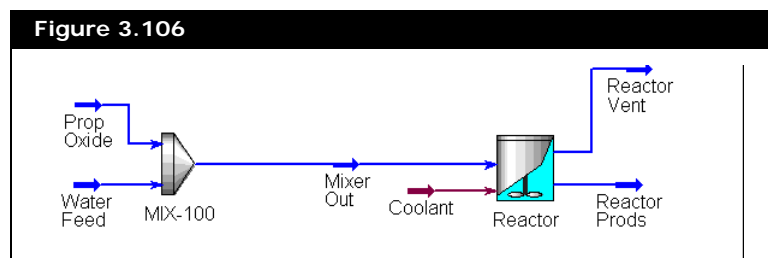 Figure 3.106
Reactor
Vent
Prop
Oxide
Water
Feed
MIX-100
Mixer
Out
Coolant
Reactor
Reactor
Prods